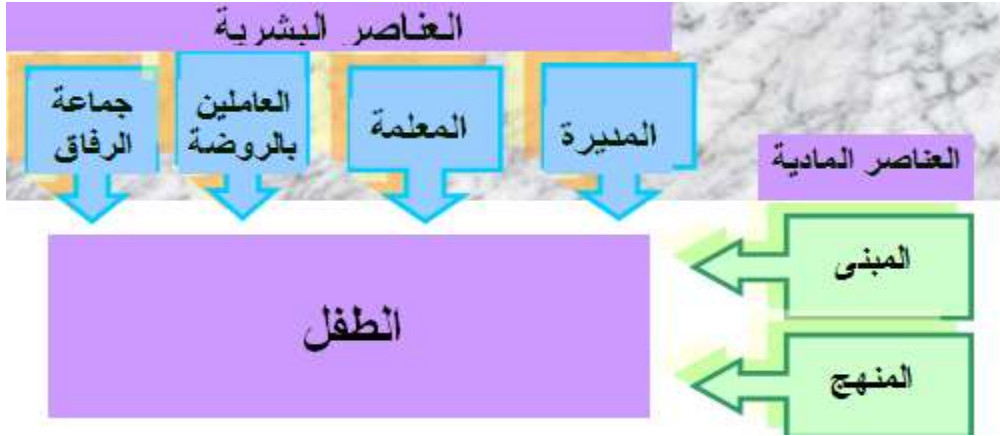 العناصر البشرية
المديرة
المعلمة
العاملين
بالروضة
جماعة
الرفاق
العناصر المادية
المبنى
المنهج
الطفل